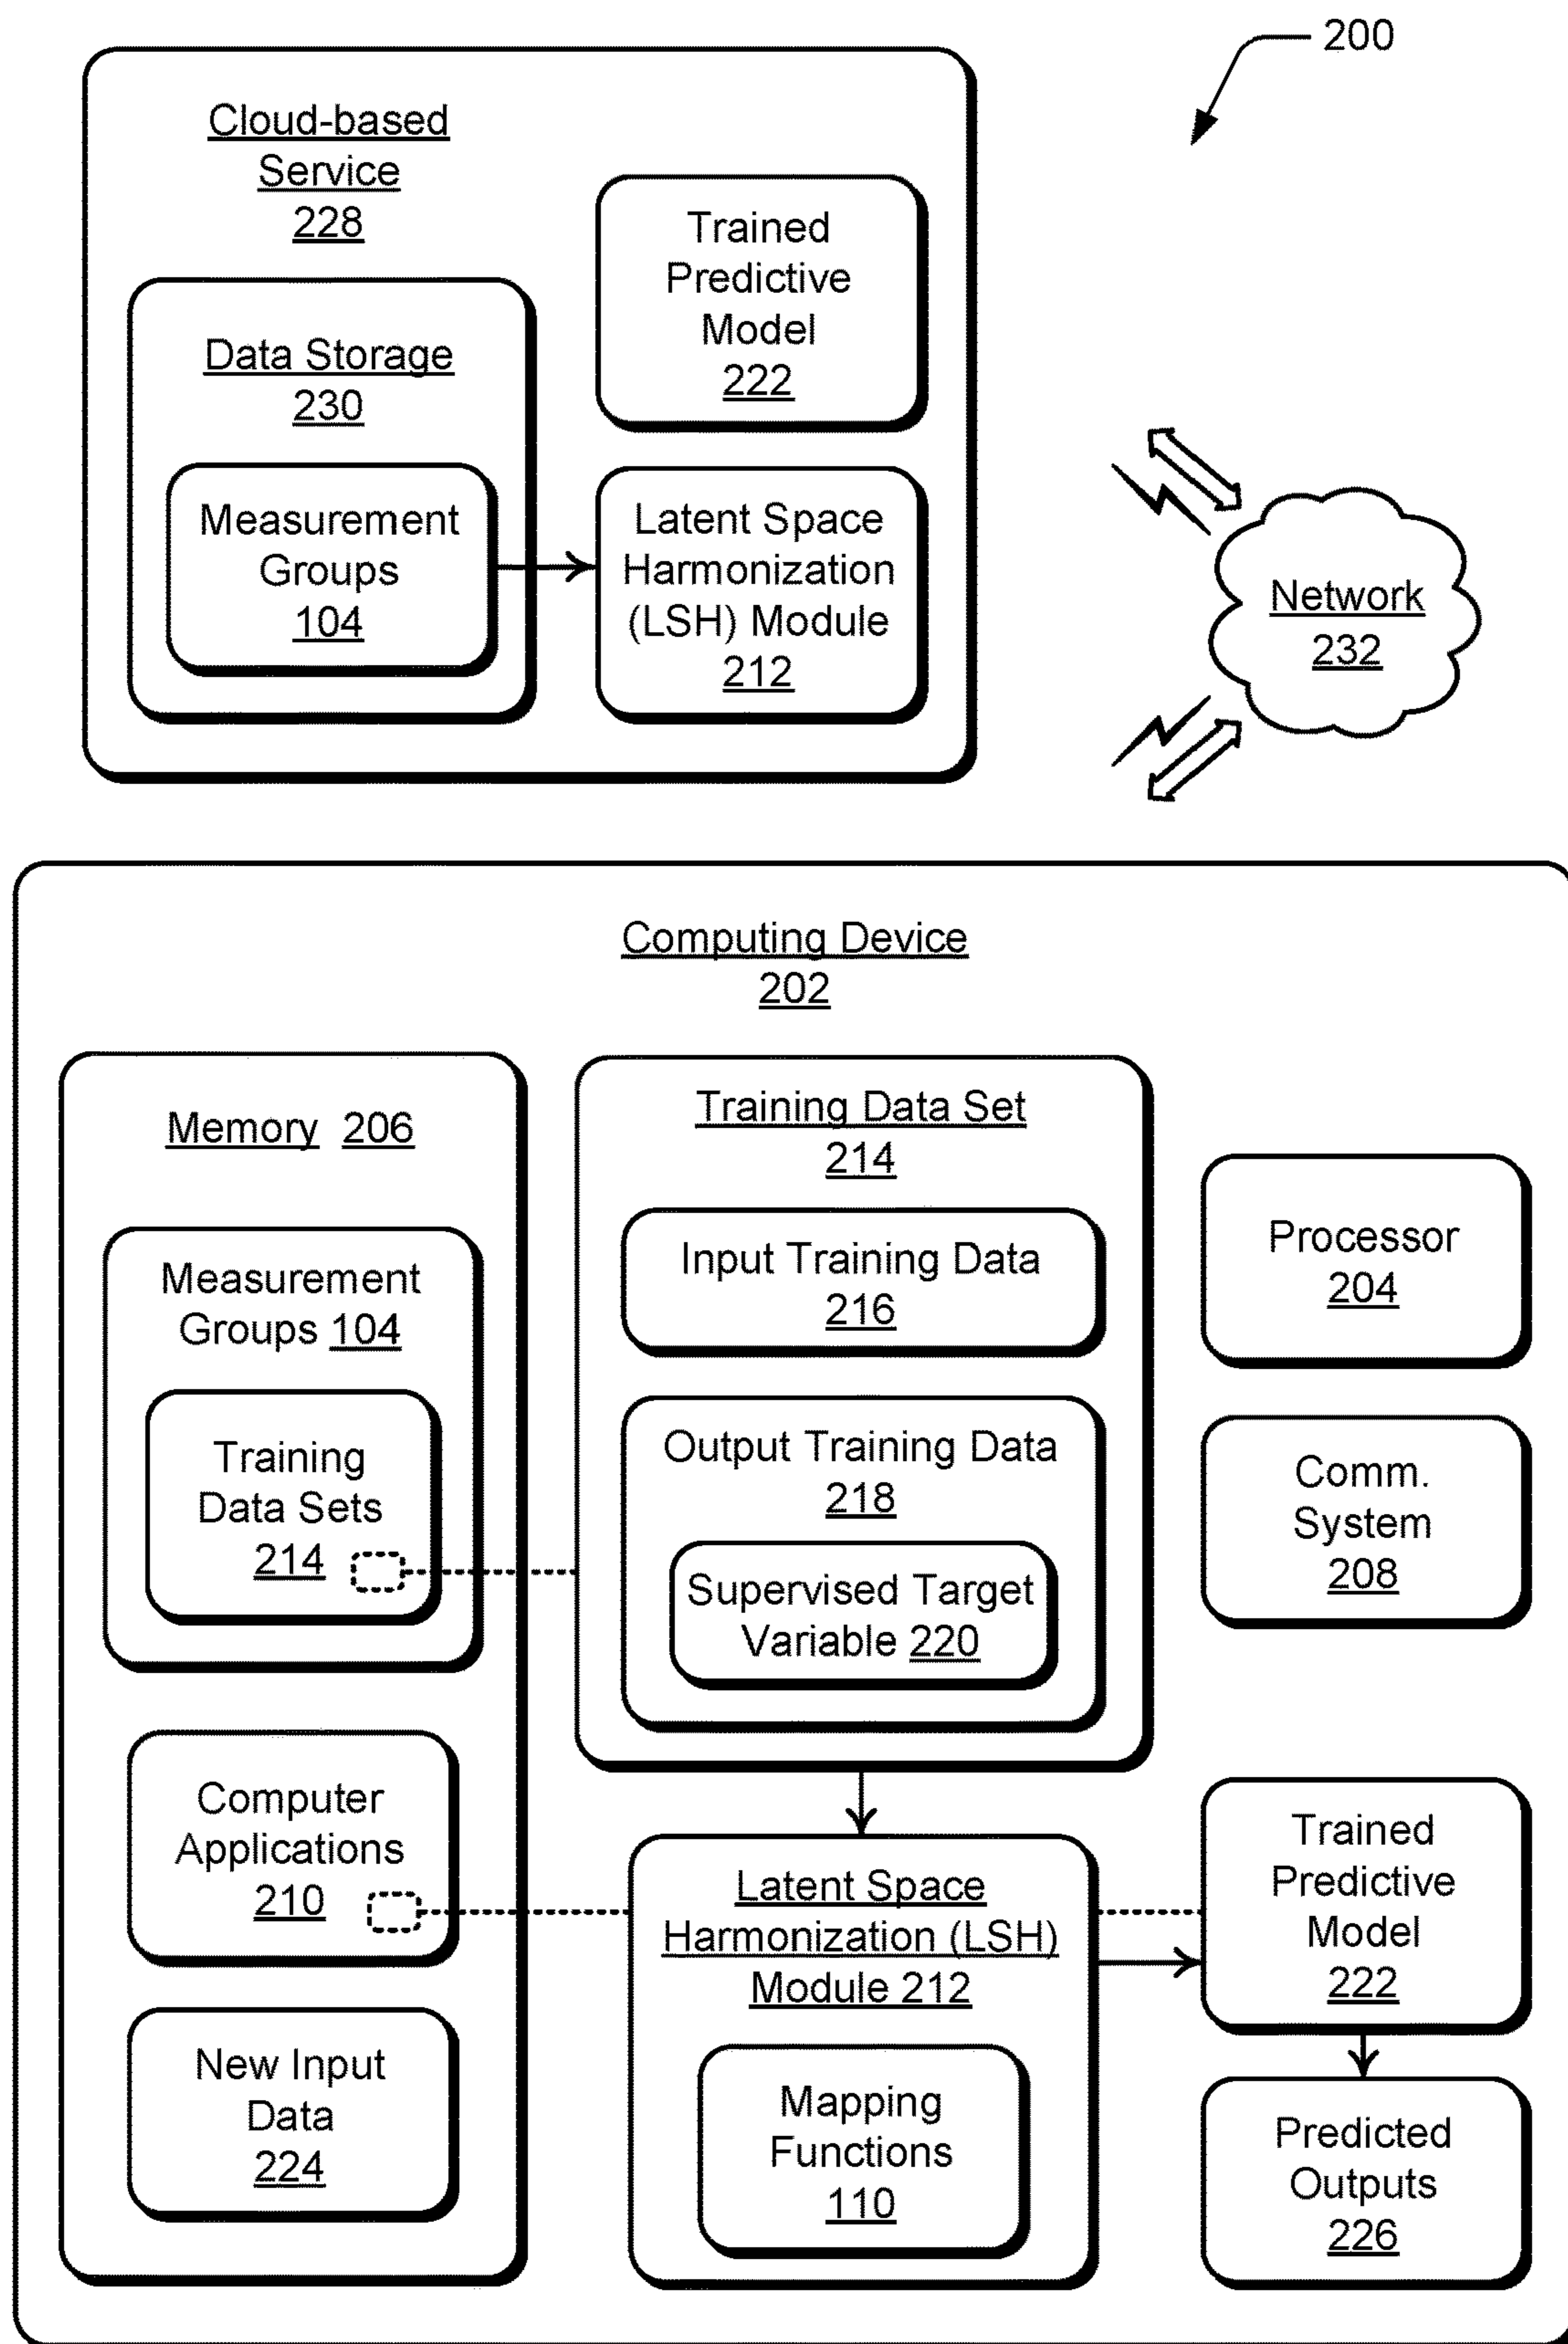 200
Cloud-based
Service
228
Trained
Predictive
Model
222
Data Storage
230
Measurement
Groups
104
Latent Space
Harmonization
(LSH) Module
212
Network
232
Computing Device
202
Memory 206
Measurement
Groups 104
Training
Data Sets
214
Computer
Applications
210
New Input
Data
224
Training Data Set
214
Input Training Data
216
Output Training Data
218
Supervised Target
Variable 220
Latent Space
Harmonization (LSH)
Module 212
Mapping
Functions
110
Processor
204
Comm.
System
208
Trained
Predictive
Model
222
Predicted
Outputs
226